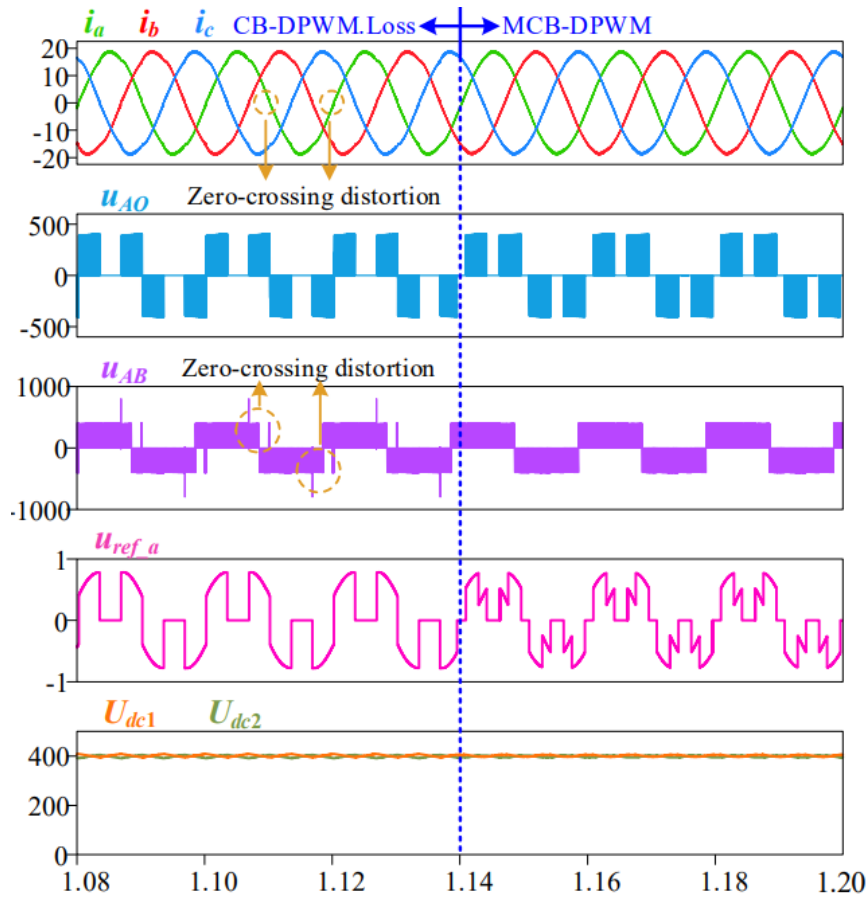 i_a i_b i_c CB-DPWM.Loss MCB-DPWM
20
10
0
-10
-20
Zero-crossing distortion
u_AO
500
0
-500
u_AB Zero-crossing distortion
1000
0
-1000
u_ref_a
1
0
-1
U_dc1 U_dc2
400
200
0
1.08 1.10 1.12 1.14 1.16 1.18 1.20